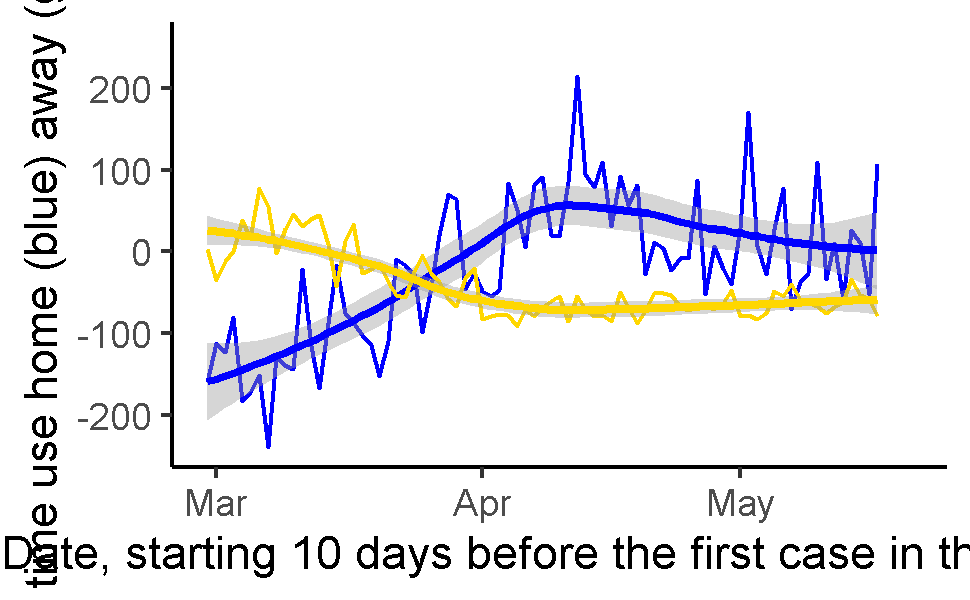 time use home (blue) away (
200
100
0
-100
-200
Mar Apr May
Date, starting 10 days before the first case in